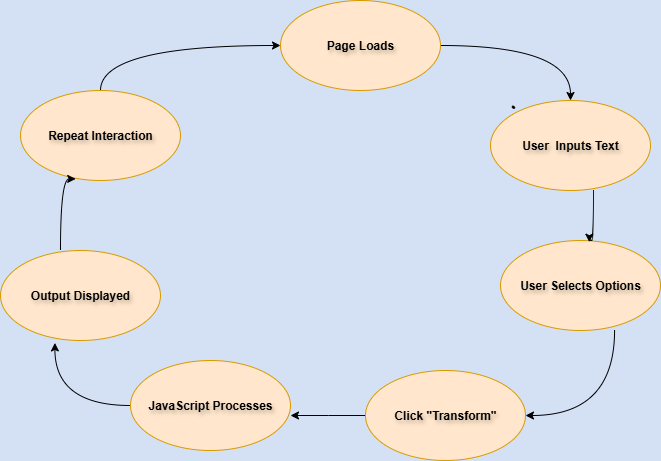 Page Loads
User Inputs Text
User Selects Options
Click "Transform"
JavaScript Processes
Output Displayed
Repeat Interaction